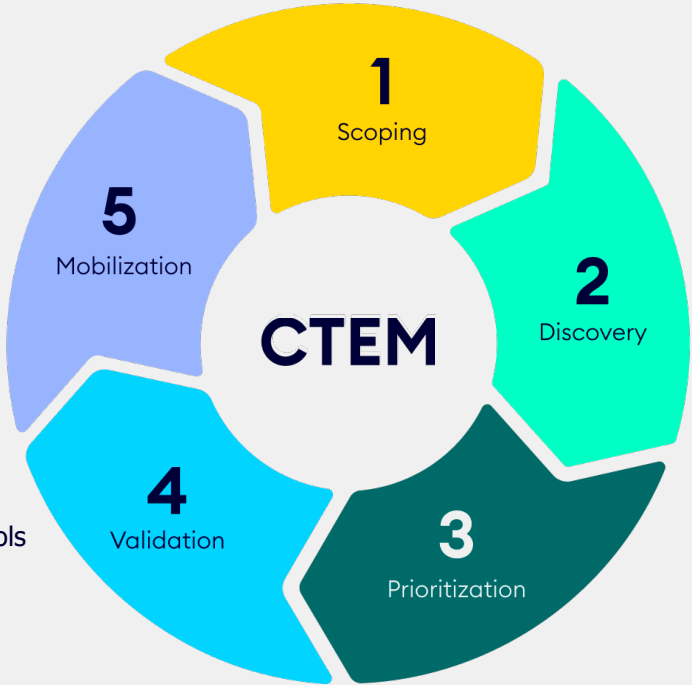 1
Scoping
2
Discovery
3
Prioritization
4
Validation
5
Mobilization
CTEM